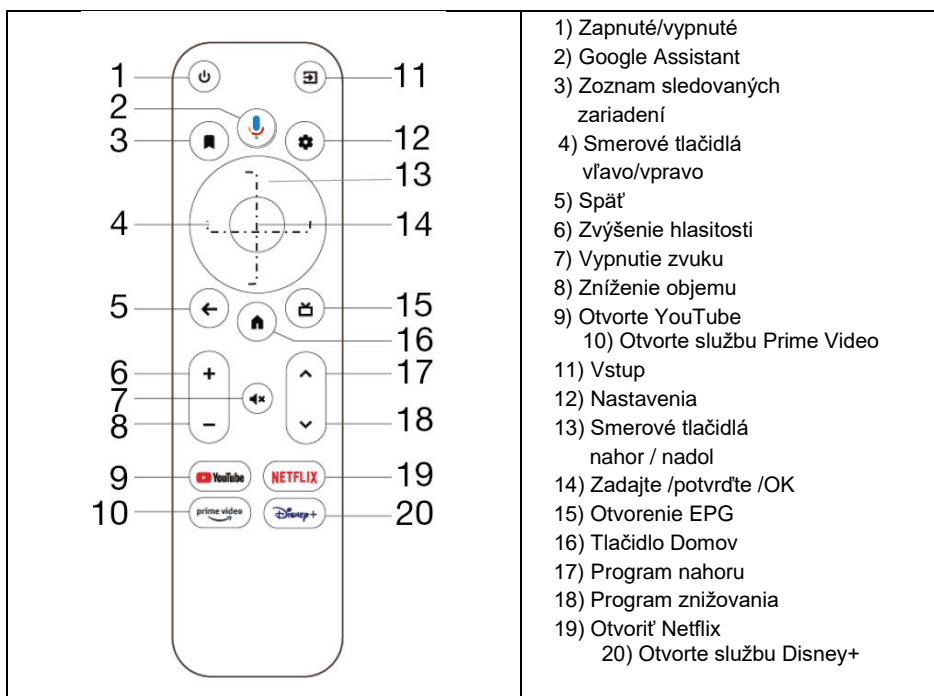 1
11
2
3
12
13
4
14
5
15
16
6
17
7
8
18
YouTube
NETFLIX
9
19
prime video
Disney+
10
20
1) Zapnuté/vypnuté
2) Google Assistant
3) Zoznam sledovaných
zariadení
4) Smerové tlačidlá
vľavo/vpravo
5) Späť
6) Zvýšenie hlasitosti
7) Vypnutie zvuku
8) Zníženie objemu
9) Otvorte YouTube
10) Otvorte službu Prime Video
11) Vstup
12) Nastavenia
13) Smerové tlačidlá
nahor / nadol
14) Zadajte /potvrďte /OK
15) Otvorenie EPG
16) Tlačidlo Domov
17) Program nahoru
18) Program znižovania
19) Otvoriť Netflix
20) Otvorte službu Disney+